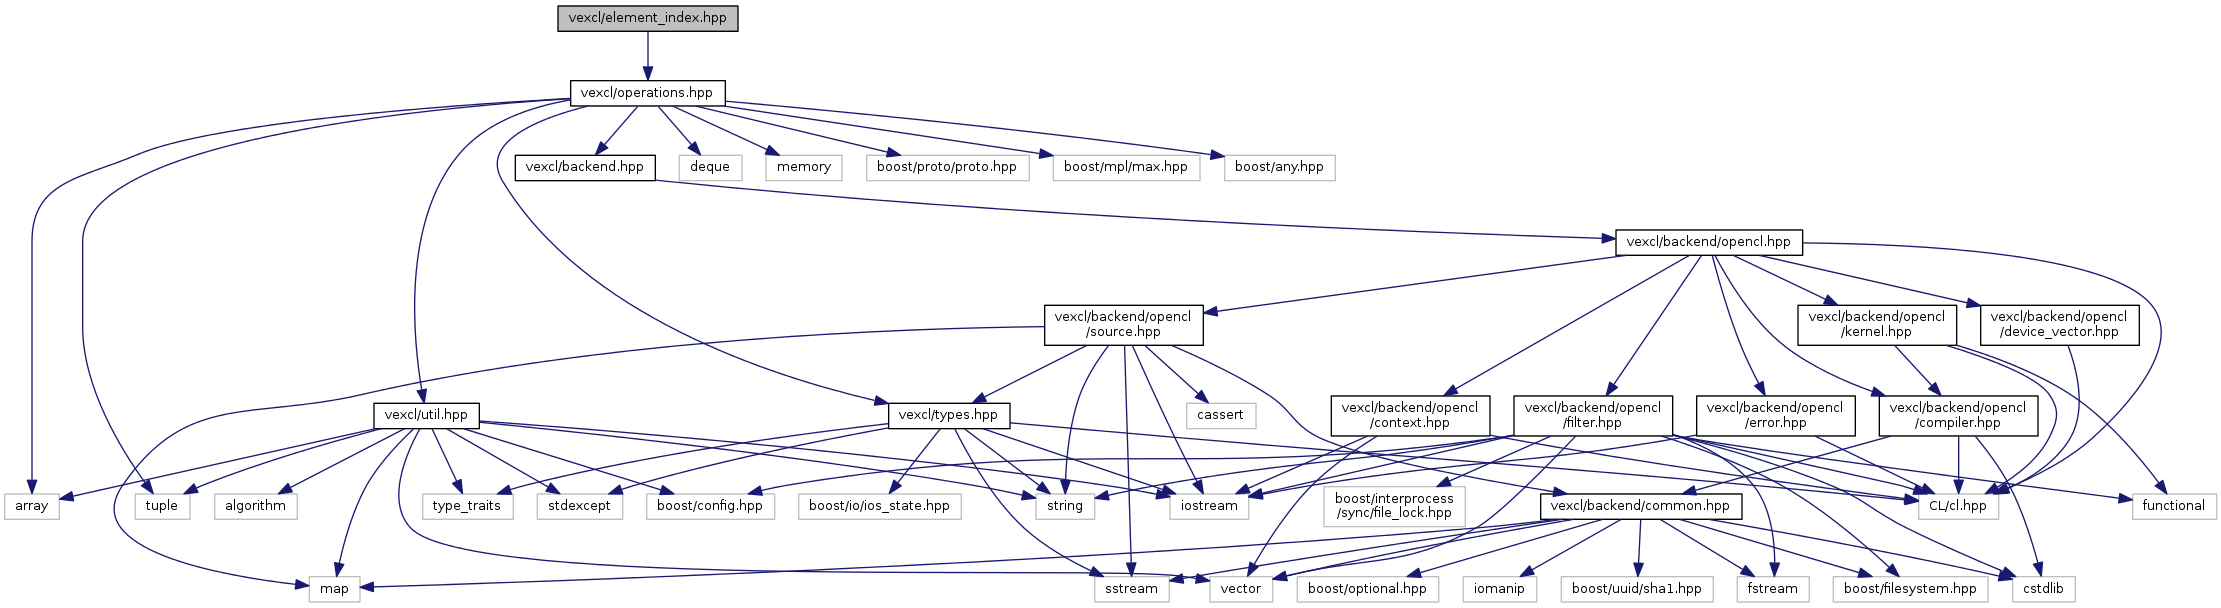 vexcl/element_index.hpp
vexcl/operations.hpp
vexcl/backend.hpp
deque
memory
boost/proto/proto.hpp
boost/mpl/max.hpp
boost/any.hpp
vexcl/backend/opencl.hpp
vexcl/backend/opencl
/source.hpp
vexcl/backend/opencl
/kernel.hpp
vexcl/backend/opencl
/device_vector.hpp
vexcl/util.hpp
vexcl/types.hpp
cassert
vexcl/backend/opencl
/context.hpp
vexcl/backend/opencl
/filter.hpp
vexcl/backend/opencl
/error.hpp
vexcl/backend/opencl
/compiler.hpp
array
tuple
algorithm
type_traits
stdexcept
boost/config.hpp
boost/io/ios_state.hpp
string
iostream
boost/interprocess
/sync/file_lock.hpp
vexcl/backend/common.hpp
CL/cl.hpp
functional
map
sstream
vector
boost/optional.hpp
iomanip
boost/uuid/sha1.hpp
fstream
boost/filesystem.hpp
cstdlib